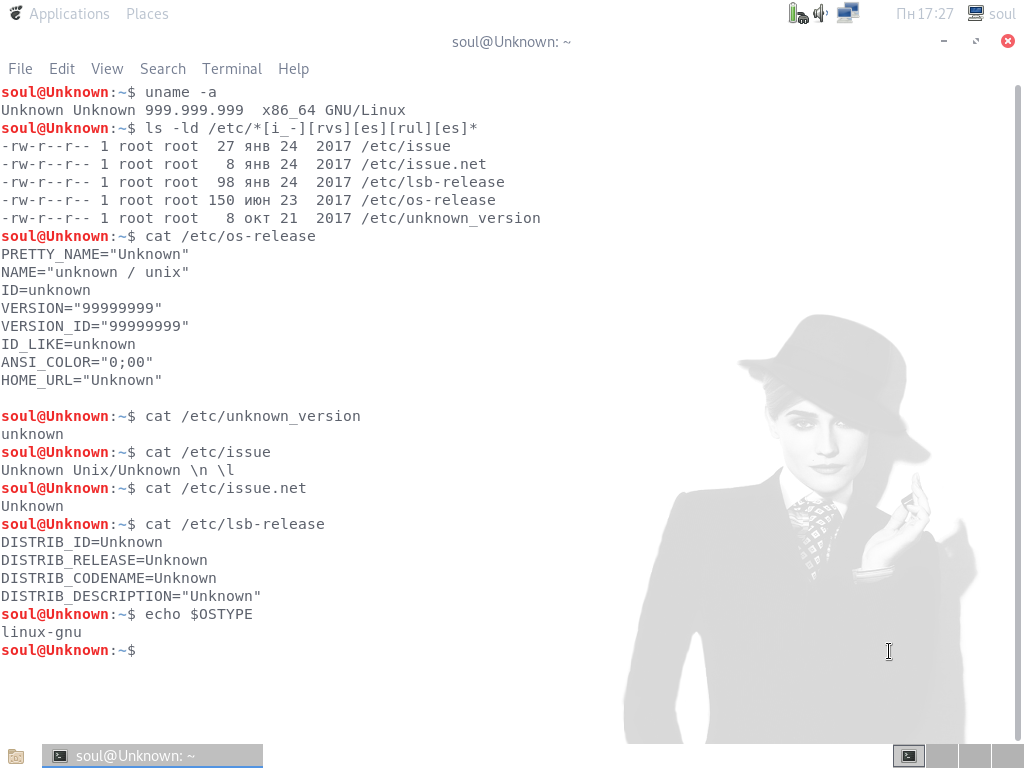 Applications Places Пн 17:27 soul
soul@Unknown: ~
File Edit View Search Terminal Help
soul@Unknown:~$ uname -a
Unknown Unknown 999.999.999  x86_64 GNU/Linux
soul@Unknown:~$ ls -ld /etc/*[i_-][rvs][es][rul][es]*
-rw-r--r-- 1 root root  27 янв 24  2017 /etc/issue
-rw-r--r-- 1 root root   8 янв 24  2017 /etc/issue.net
-rw-r--r-- 1 root root  98 янв 24  2017 /etc/lsb-release
-rw-r--r-- 1 root root 150 июн 23  2017 /etc/os-release
-rw-r--r-- 1 root root   8 окт 21  2017 /etc/unknown_version
soul@Unknown:~$ cat /etc/os-release
PRETTY_NAME="Unknown"
NAME="unknown / unix"
ID=unknown
VERSION="99999999"
VERSION_ID="99999999"
ID_LIKE=unknown
ANSI_COLOR="0;00"
HOME_URL="Unknown"
soul@Unknown:~$ cat /etc/unknown_version
unknown
soul@Unknown:~$ cat /etc/issue
Unknown Unix/Unknown \n \l
soul@Unknown:~$ cat /etc/issue.net
Unknown
soul@Unknown:~$ cat /etc/lsb-release
DISTRIB_ID=Unknown
DISTRIB_RELEASE=Unknown
DISTRIB_CODENAME=Unknown
DISTRIB_DESCRIPTION="Unknown"
soul@Unknown:~$ echo $OSTYPE
linux-gnu
soul@Unknown:~$
soul@Unknown: ~